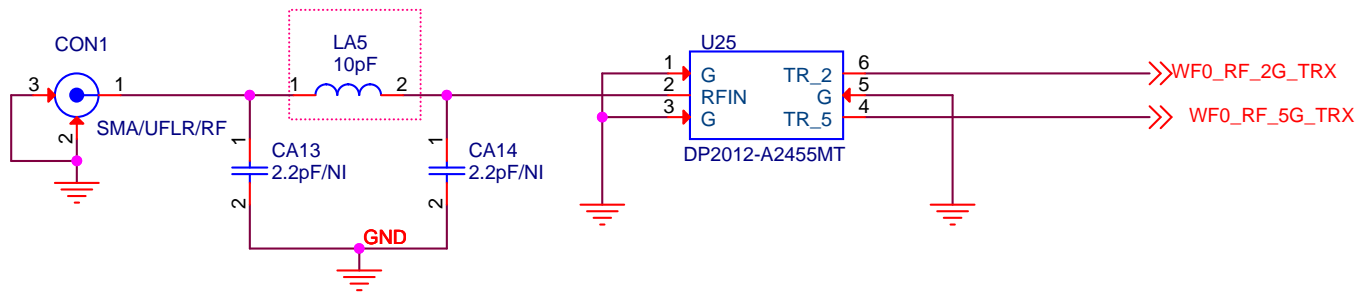 CON1
3
1
2
SMA/UFLR/RF
LA5
10pF
1
2
1
CA13
2.2pF/NI
2
1
CA14
2.2pF/NI
2
GND
U25
1
G
TR_2
6
WF0_RF_2G_TRX
2
RFIN
G
5
3
G
TR_5
4
WF0_RF_5G_TRX
DP2012-A2455MT